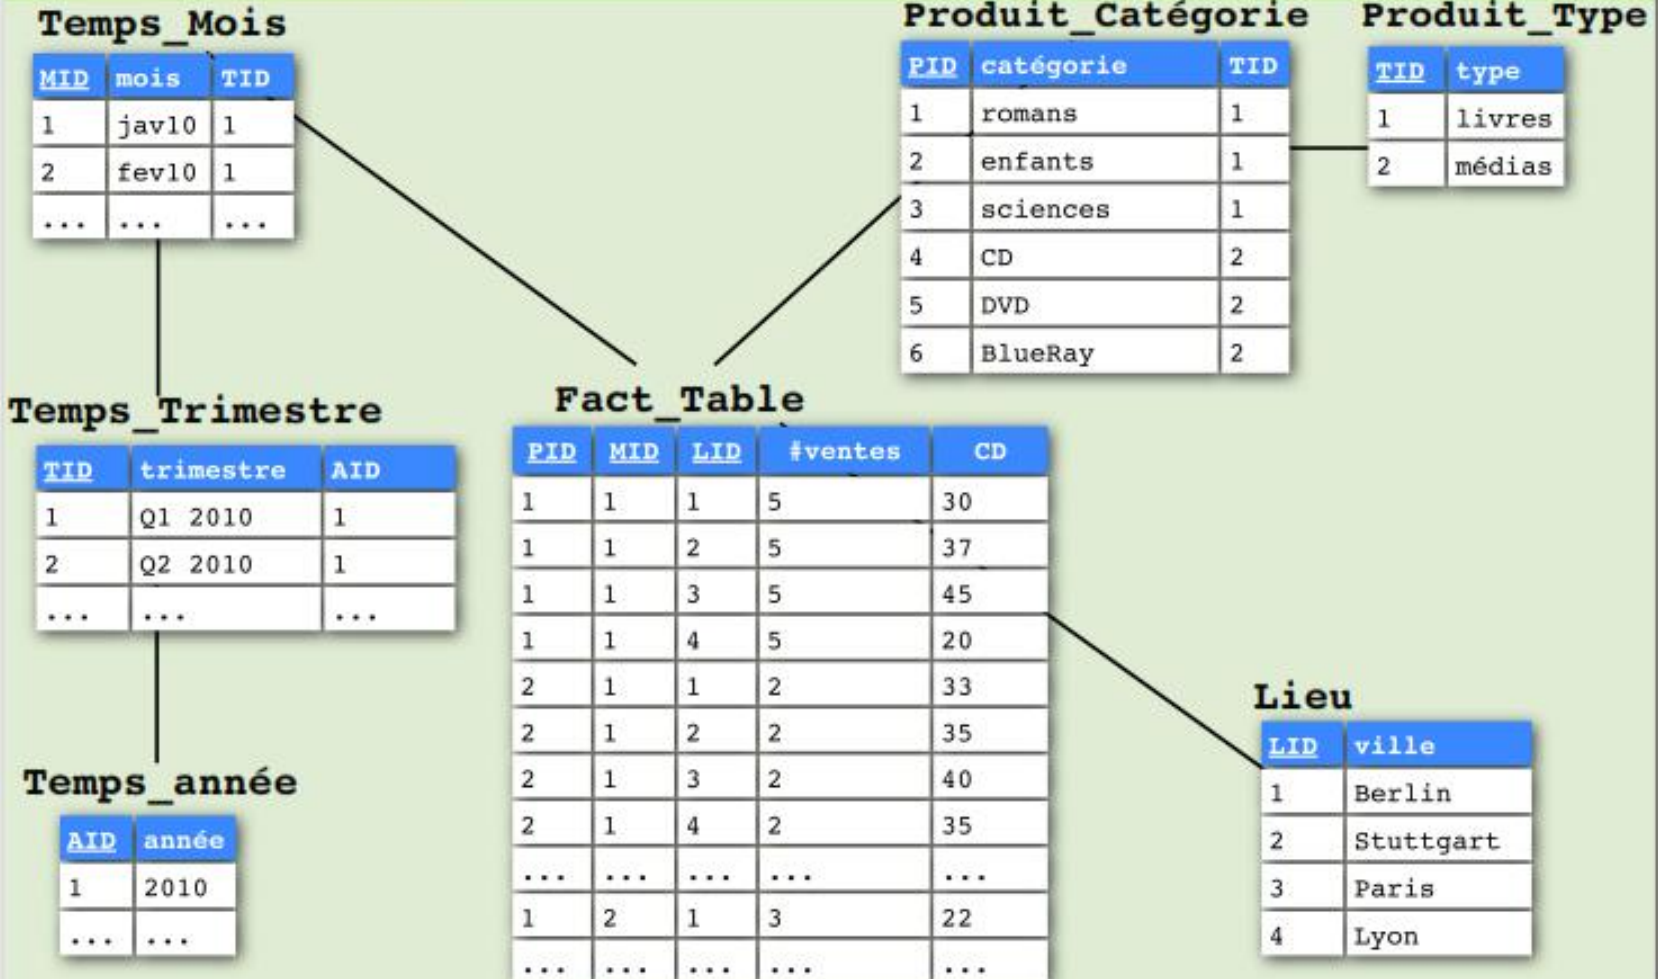 Temps_Mois
MID mois TID
1 jav10 1
2 fev10 1
... ... ...
Produit_Catégorie
PID catégorie TID
1 romans 1
2 enfants 1
3 sciences 1
4 CD 2
5 DVD 2
6 BlueRay 2
Produit_Type
TID type
1 livres
2 médias
Temps_Trimestre
TID trimestre AID
1 Q1 2010 1
2 Q2 2010 1
... ... ...
Fact_Table
PID MID LID #ventes CD
1 1 1 5 30
1 1 2 5 37
1 1 3 5 45
1 1 4 5 20
2 1 1 2 33
2 1 2 2 35
2 1 3 2 40
2 1 4 2 35
... ... ... ... ...
1 2 1 3 22
... ... ... ... ...
Temps_année
AID année
1 2010
... ...
Lieu
LID ville
1 Berlin
2 Stuttgart
3 Paris
4 Lyon